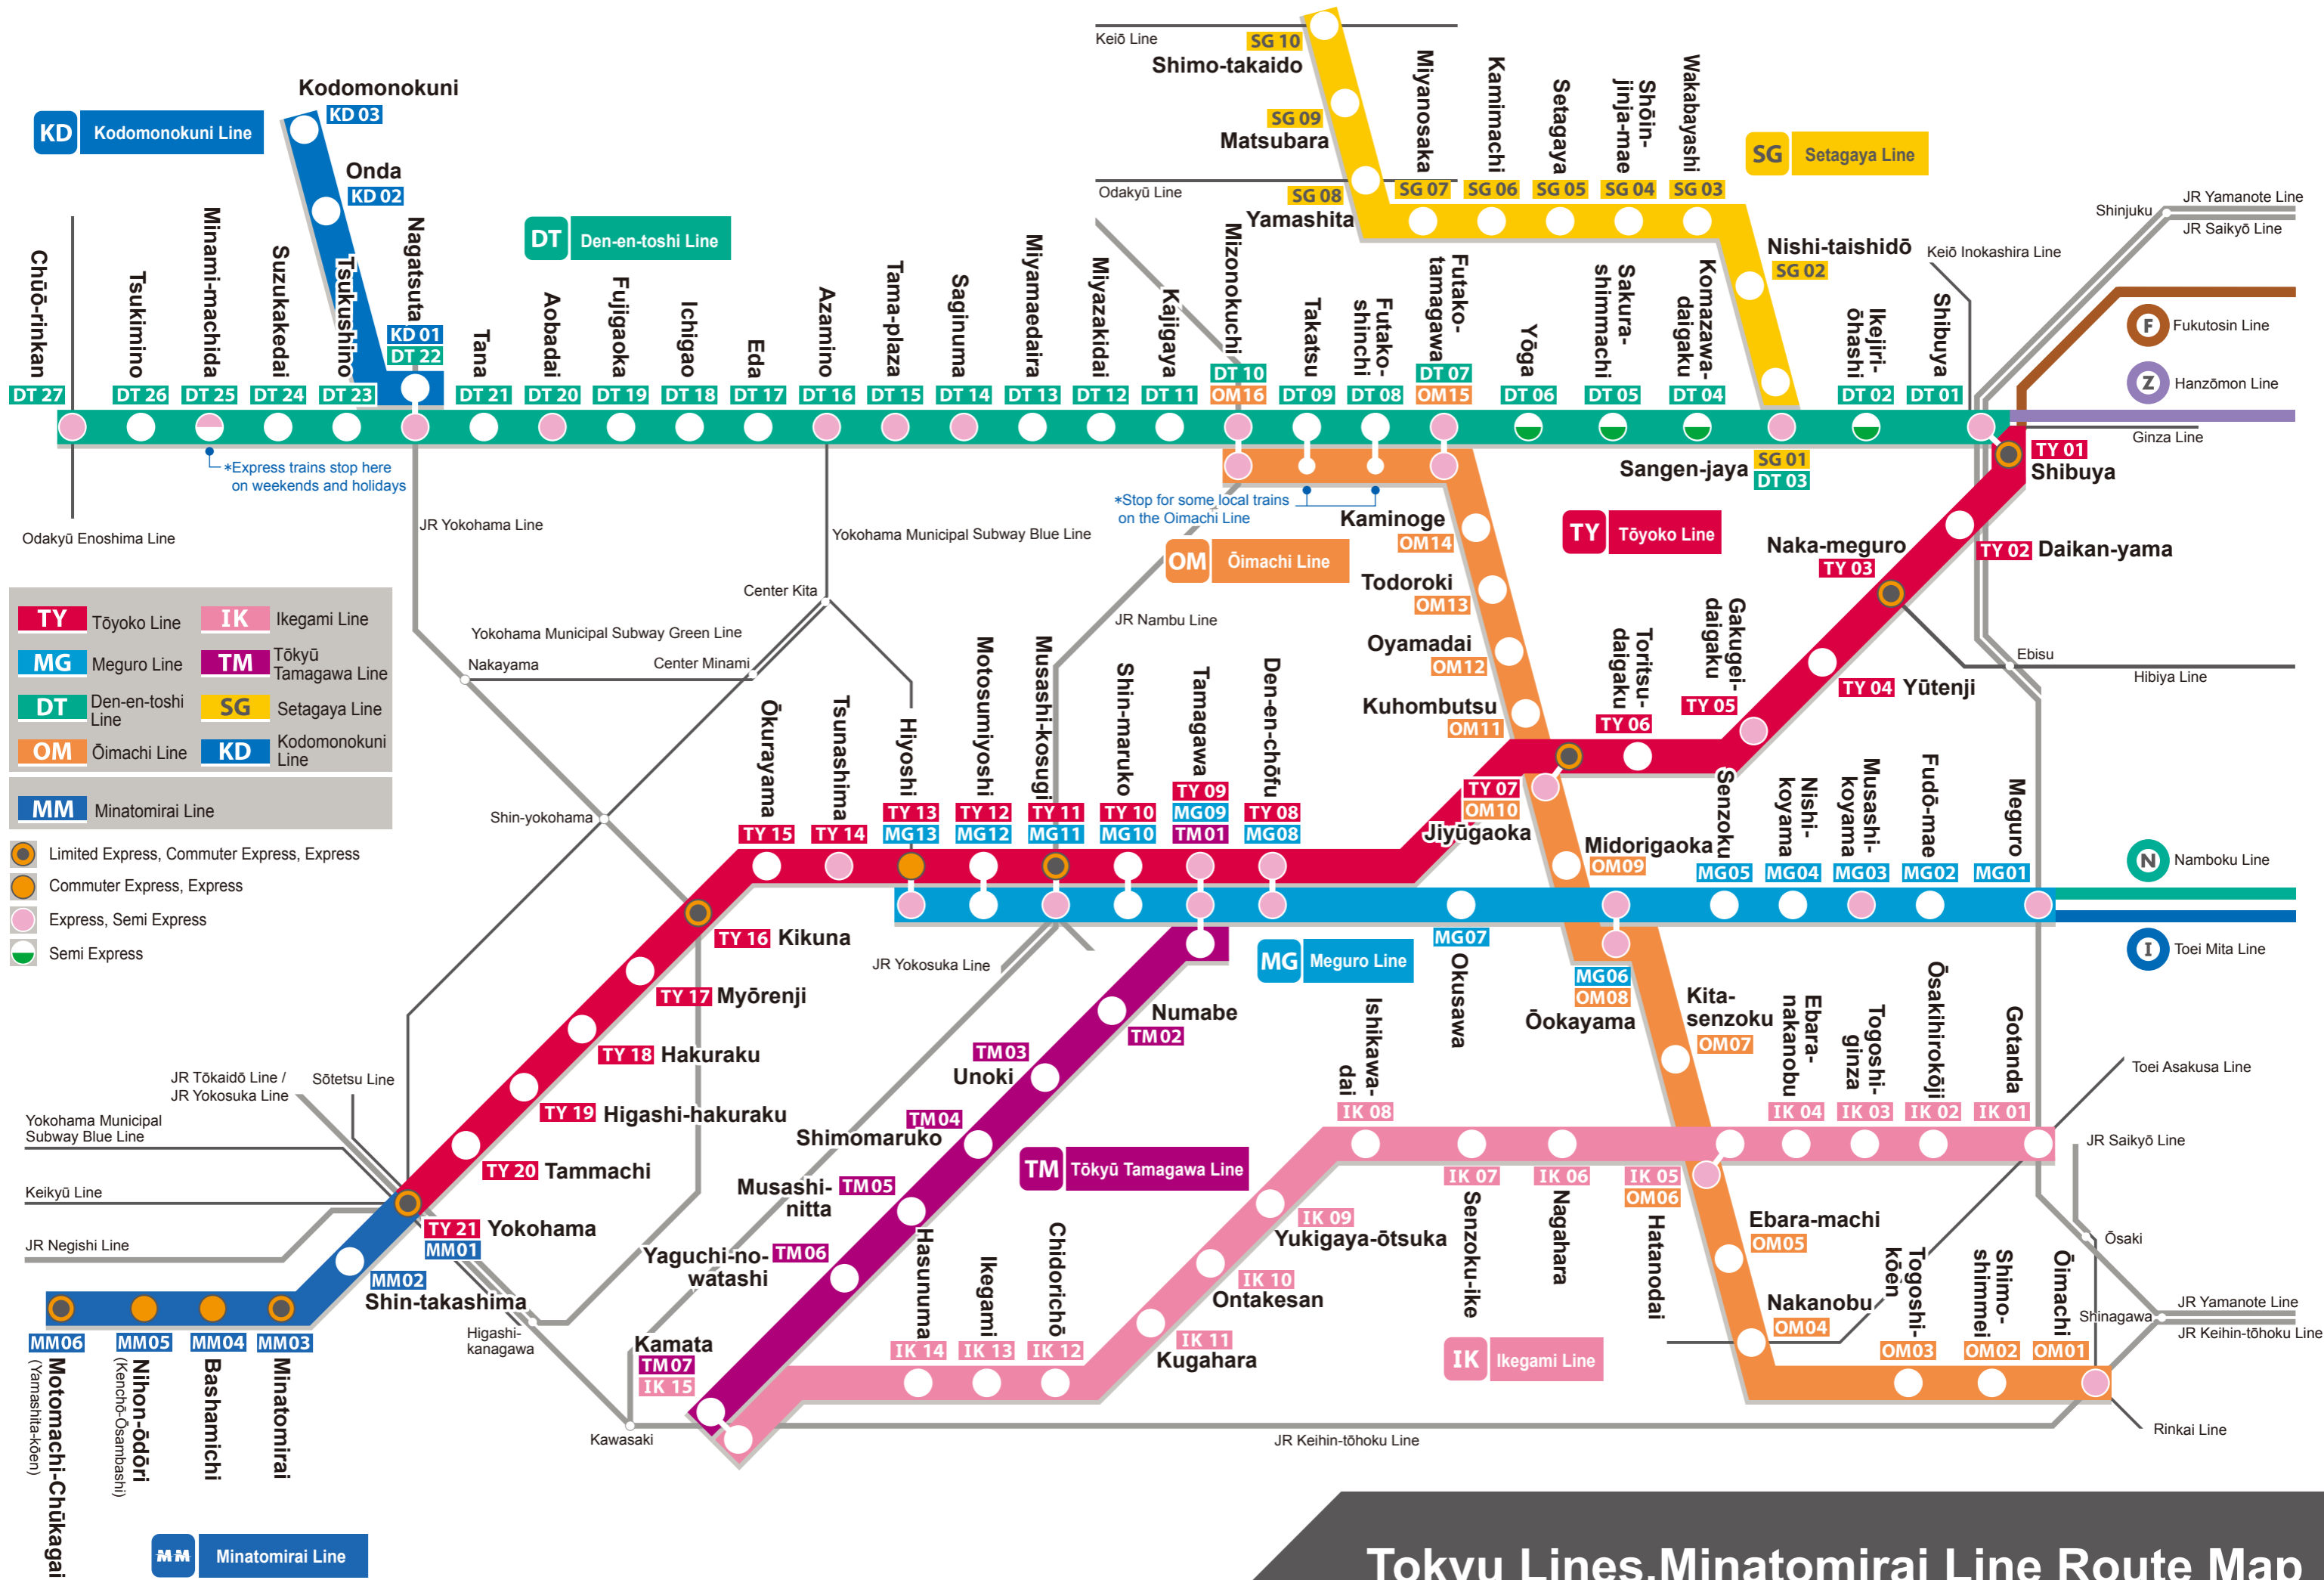 Keiō Line
SG 10
Shimo-takaido
SG 09
Matsubara
Odakyū Line
SG 08
Yamashita
Miyanosaka
SG 07
Kamimachi
SG 06
Setagaya
SG 05
Shōin-
jinja-mae
SG 04
Wakabayashi
SG 03
SG Setagaya Line
Nishi-taishidō
SG 02
Kodomonokuni
KD 03
KD Kodomonokuni Line
Onda
KD 02
DT Den-en-toshi Line
Shinjuku
JR Yamanote Line
JR Saikyō Line
Keiō Inokashira Line
F Fukutosin Line
Z Hanzōmon Line
Ginza Line
Chūō-rinkan
DT 27
Tsukimino
DT 26
Minami-machida
DT 25
Suzukakedai
DT 24
Tsukushino
DT 23
Nagatsuta
KD 01
DT 22
Tana
DT 21
Aobadai
DT 20
Fujigaoka
DT 19
Ichigao
DT 18
Eda
DT 17
Azamino
DT 16
Tama-plaza
DT 15
Saginuma
DT 14
Miyamaedaira
DT 13
Miyazakidai
DT 12
Kajigaya
DT 11
Mizonokuchi
DT 10
OM16
Takatsu
DT 09
Futako-
shinchi
DT 08
Futako-
tamagawa
DT 07
OM15
Yōga
DT 06
Sakura-
shimmachi
DT 05
Komazawa-
daigaku
DT 04
Sangen-jaya
SG 01
DT 03
Ikejiri-
ōhashi
DT 02
Shibuya
DT 01
TY 01
Shibuya
*Express trains stop here
on weekends and holidays
*Stop for some local trains
on the Oimachi Line
Odakyū Enoshima Line
JR Yokohama Line
Yokohama Municipal Subway Blue Line
OM Ōimachi Line
TY Tōyoko Line
Kaminoge
OM14
Todoroki
OM13
Oyamadai
OM12
Kuhombutsu
OM11
TY 02 Daikan-yama
Naka-meguro
TY 03
TY 04 Yūtenji
Gakugei-
daigaku
TY 05
Toritsu-
daigaku
TY 06
Ebisu
Hibiya Line
Center Kita
Center Minami
Yokohama Municipal Subway Green Line
Nakayama
JR Nambu Line
Shin-yokohama
TY Tōyoko Line
IK Ikegami Line
MG Meguro Line
TM Tōkyū
Tamagawa Line
DT Den-en-toshi
Line
SG Setagaya Line
OM Ōimachi Line
KD Kodomonokuni
Line
MM Minatomirai Line
Limited Express, Commuter Express, Express
Commuter Express, Express
Express, Semi Express
Semi Express
Ōkurayama
TY 15
Tsunashima
TY 14
Hiyoshi
TY 13
MG13
Motosumiyoshi
TY 12
MG12
Musashi-kosugi
TY 11
MG11
Shin-maruko
TY 10
MG10
Tamagawa
TY 09
MG09
TM01
Den-en-chōfu
TY 08
MG08
TY 07
OM10
Jiyūgaoka
Midorigaoka
OM09
Senzoku
MG05
Nishi-
koyama
MG04
Musashi-
koyama
MG03
Fudō-mae
MG02
Meguro
MG01
N Namboku Line
I Toei Mita Line
MG Meguro Line
MG07
Okusawa
MG06
OM08
Ōokayama
JR Yokosuka Line
TY 16 Kikuna
TY 17 Myōrenji
TY 18 Hakuraku
TY 19 Higashi-hakuraku
TY 20 Tammachi
TY 21 Yokohama
MM01
MM02
Shin-takashima
JR Tōkaidō Line /
JR Yokosuka Line
Sōtetsu Line
Yokohama Municipal
Subway Blue Line
Keikyū Line
JR Negishi Line
MM06
Motomachi-Chūkagai
(Yamashita-kōen)
MM05
Nihon-ōdōri
(Kenchō-Ōsambashi)
MM04
Bashamichi
MM03
Minatomirai
MM Minatomirai Line
Higashi-
kanagawa
Kawasaki
JR Keihin-tōhoku Line
Numabe
TM02
TM03
Unoki
TM04
Shimomaruko
Musashi-
nitta
TM05
Yaguchi-no-
watashi
TM06
Kamata
TM07
IK 15
TM Tōkyū Tamagawa Line
Hasunuma
IK 14
Ikegami
IK 13
Chidorichō
IK 12
IK 11
Kugahara
IK 10
Ontakesan
IK 09
Yukigaya-ōtsuka
Ishikawa-
dai
IK 08
IK 07
Senzoku-ike
IK 06
Nagahara
IK 05
OM06
Hatanodai
Kita-
senzoku
OM07
Ebara-
nakanobu
IK 04
Togoshi-
ginza
IK 03
Ōsakihirokōji
IK 02
Gotanda
IK 01
IK Ikegami Line
Ebara-machi
OM05
Nakanobu
OM04
Togoshi-
kōen
OM03
Shimo-
shimmei
OM02
Ōimachi
OM01
Toei Asakusa Line
JR Saikyō Line
Ōsaki
Shinagawa
JR Yamanote Line
JR Keihin-tōhoku Line
Rinkai Line
Tokyu Lines,Minatomirai Line Route Map